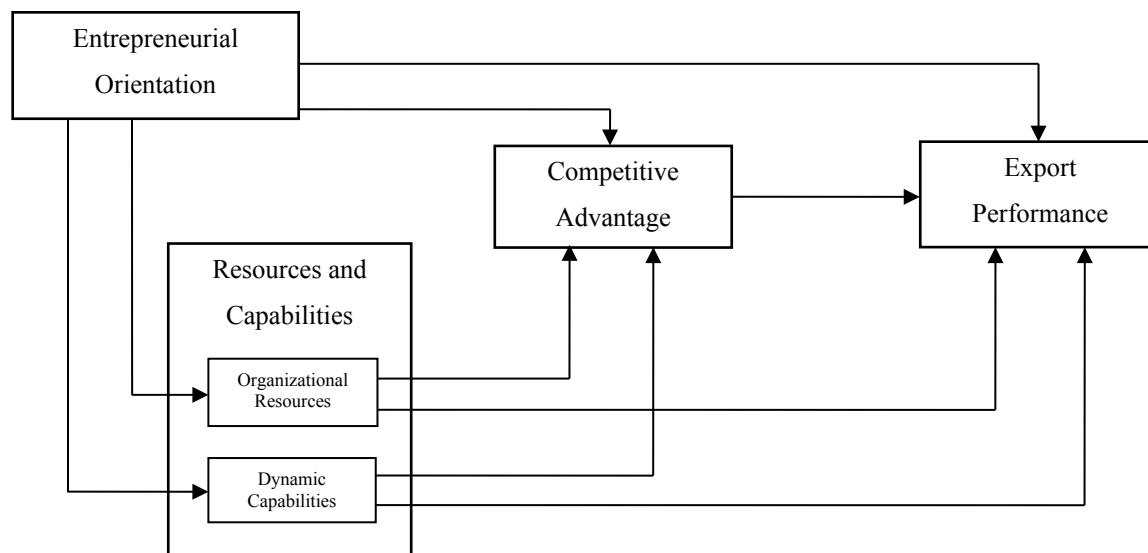 Entrepreneurial
Orientation
Competitive
Advantage
Export
Performance
Resources and
Capabilities
Organizational
Resources
Dynamic
Capabilities